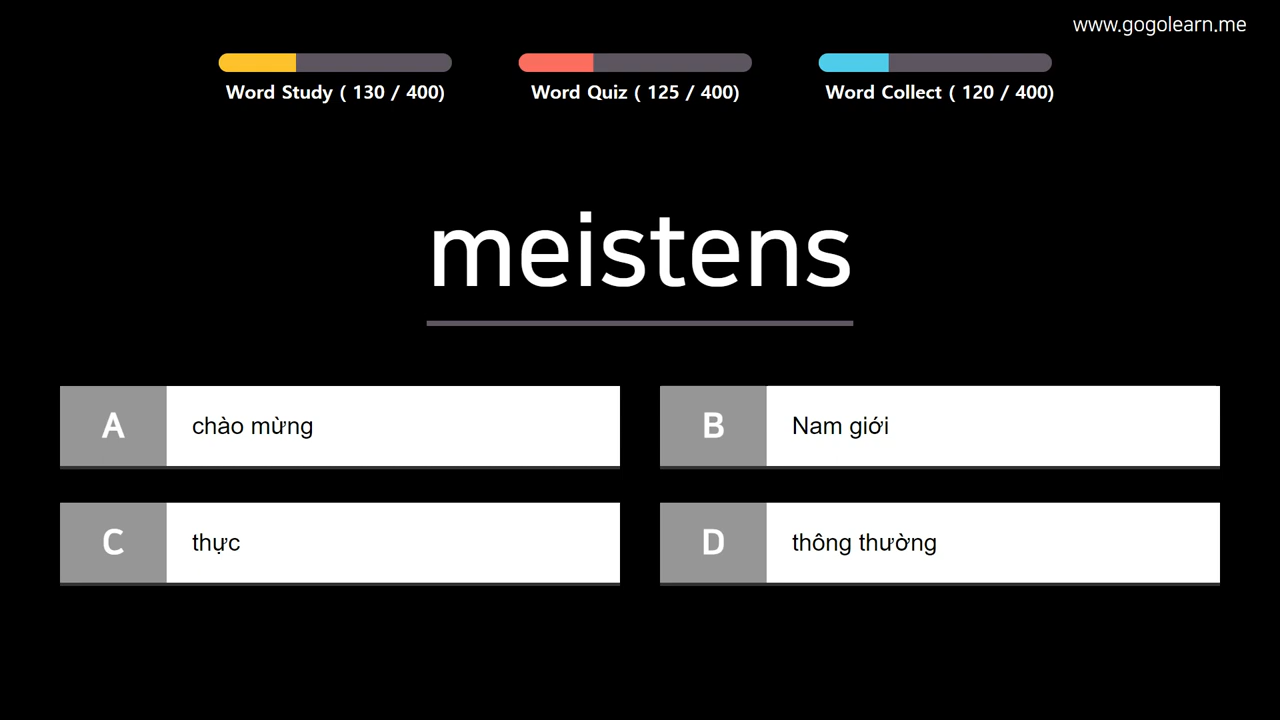 www.gogolearn.me
Word Study ( 130 / 400)
Word Quiz ( 125 / 400)
Word Collect ( 120 / 400)
meistens
A
chào mừng
B
Nam giới
C
thực
D
thông thường